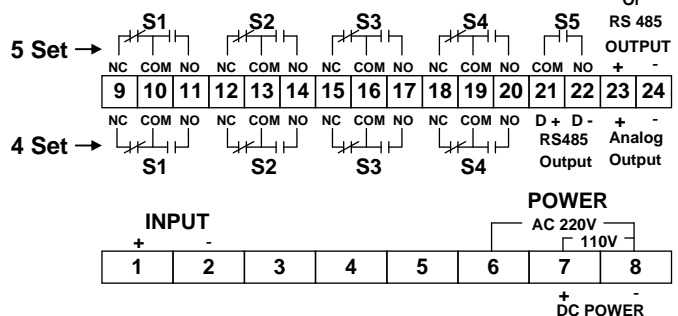 Or
S1 S2 S3 S4 S5 RS 485
5 Set OUTPUT
NC COM NO NC COM NO NC COM NO NC COM NO COM NO + -
9 10 11 12 13 14 15 16 17 18 19 20 21 22 23 24
NC COM NO NC COM NO NC COM NO NC COM NO D + D - + -
4 Set RS485 Analog
S1 S2 S3 S4 Output Output
POWER
INPUT AC 220V
+ - 110V
1 2 3 4 5 6 7 8
+ -
DC POWER